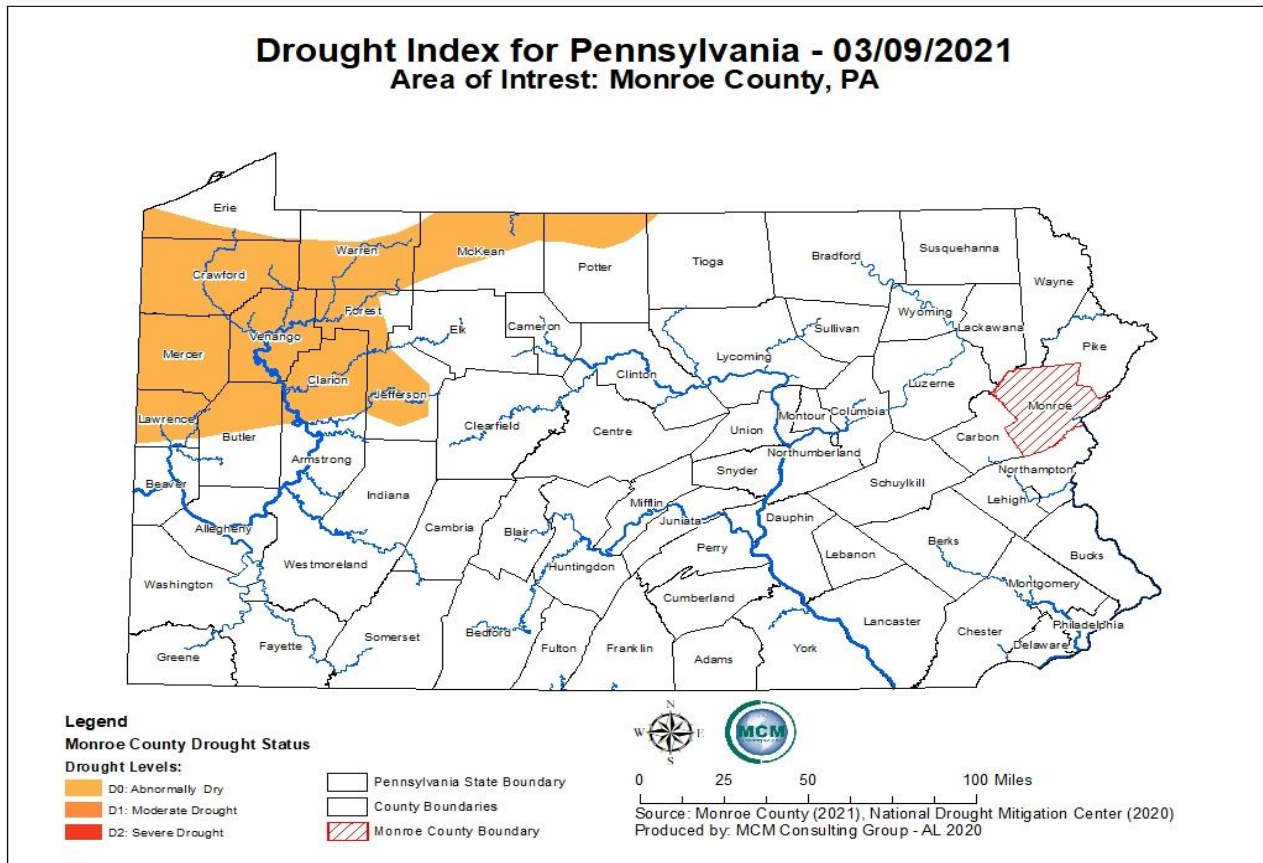 Drought Index for Pennsylvania - 03/09/2021
Area of Intrest: Monroe County, PA
Erie
Warren
McKean
Potter
Tioga
Bradford
Susquehanna
Wayne
Crawford
Forest
Venango
Elk
Cameron
Sullivan
Wyoming
Lackawana
Pike
Mercer
Clarion
Jefferson
Clinton
Lycoming
Luzerne
Monroe
Lawrence
Butler
Clearfield
Centre
Union
Montour
Columbia
Carbon
Armstrong
Northumberland
Snyder
Beaver
Indiana
Schuylkill
Northampton
Lehigh
Mifflin
Allegheny
Cambria
Blair
Juniata
Dauphin
Perry
Lebanon
Berks
Bucks
Washington
Westmoreland
Huntingdon
Cumberland
Montgomery
Greene
Fayette
Somerset
Bedford
Fulton
Franklin
Adams
York
Lancaster
Chester
Delaware
Philadelphia
Legend
Monroe County Drought Status
Drought Levels:
D0: Abnormally Dry
D1: Moderate Drought
D2: Severe Drought
Pennsylvania State Boundary
County Boundaries
Monroe County Boundary
N
W
E
S
MCM
0 25 50 100 Miles
Source: Monroe County (2021), National Drought Mitigation Center (2020)
Produced by: MCM Consulting Group - AL 2020